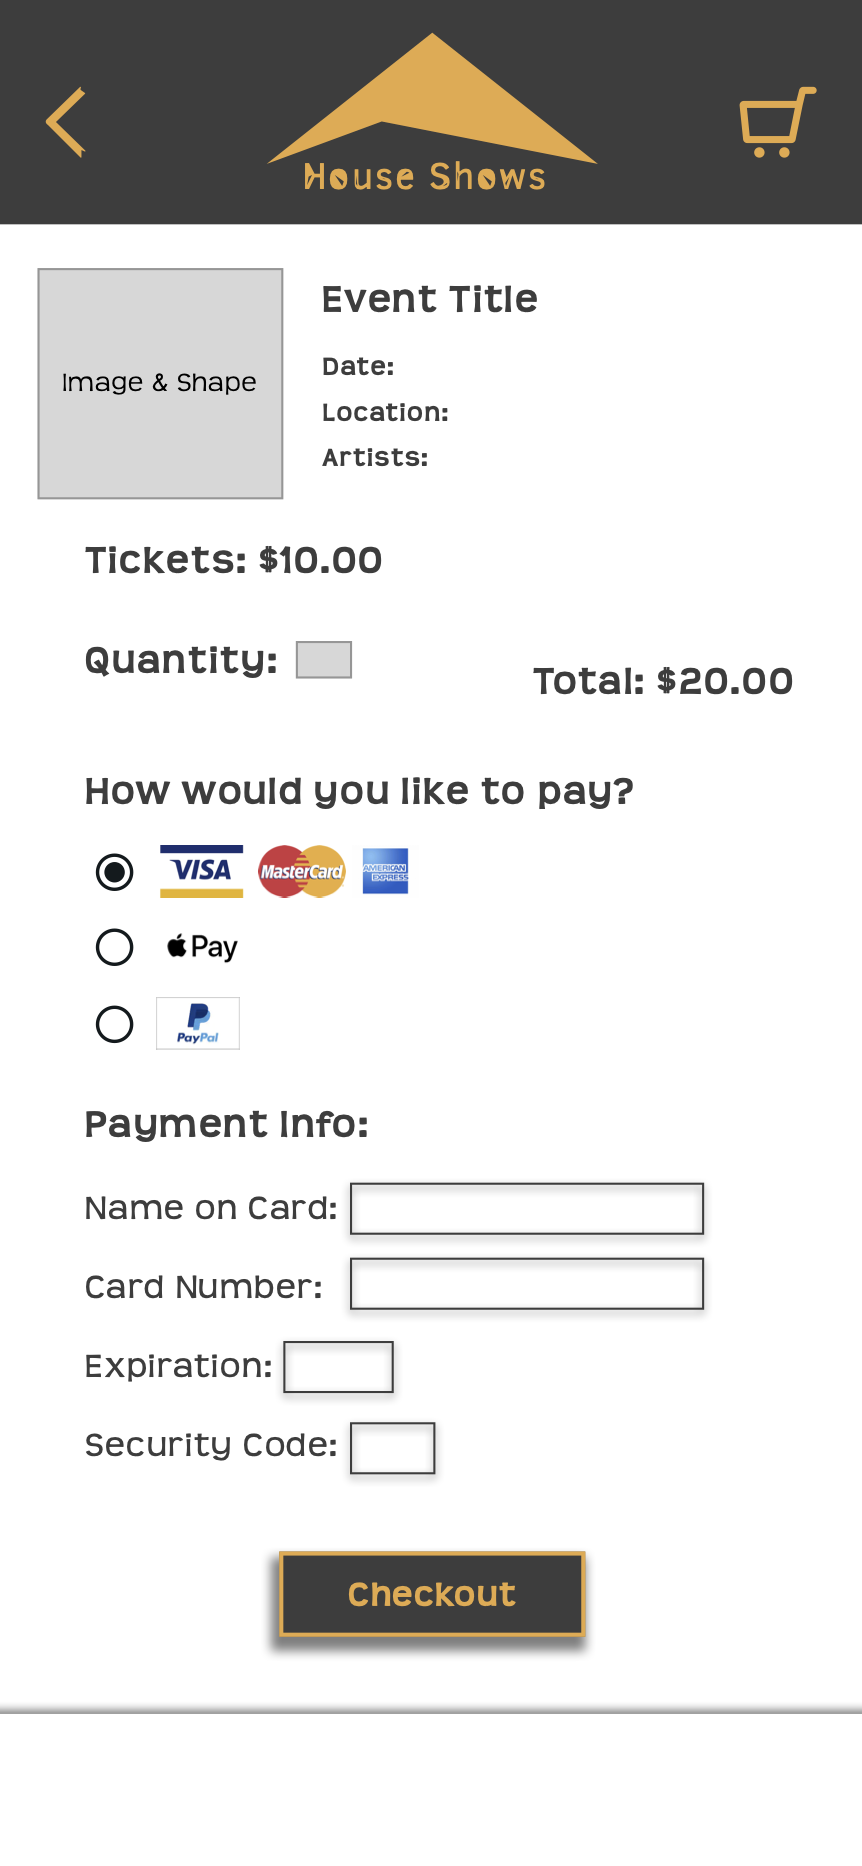 House Shows
Image & Shape
Event Title
Date:
Location:
Artists:
Tickets: $10.00
Quantity:
Total: $20.00
How would you like to pay?
VISA MasterCard AMERICAN EXPRESS
Pay
PayPal
Payment Info:
Name on Card:
Card Number:
Expiration:
Security Code:
Checkout